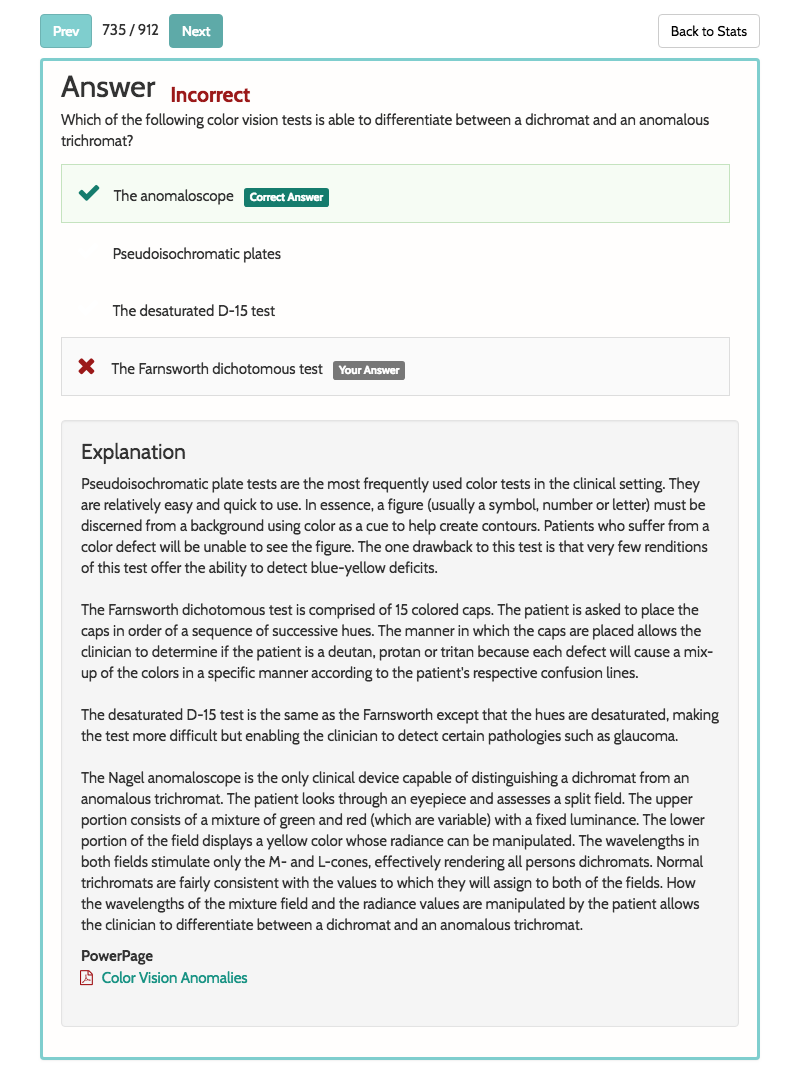 Prev 735 / 912 Next Back to Stats
Answer Incorrect
Which of the following color vision tests is able to differentiate between a dichromat and an anomalous
trichromat?
The anomaloscope Correct Answer
Pseudoisochromatic plates
The desaturated D-15 test
The Farnsworth dichotomous test Your Answer
Explanation
Pseudoisochromatic plate tests are the most frequently used color tests in the clinical setting. They
are relatively easy and quick to use. In essence, a figure (usually a symbol, number or letter) must be
discerned from a background using color as a cue to help create contours. Patients who suffer from a
color defect will be unable to see the figure. The one drawback to this test is that very few renditions
of this test offer the ability to detect blue-yellow deficits.
The Farnsworth dichotomous test is comprised of 15 colored caps. The patient is asked to place the
caps in order of a sequence of successive hues. The manner in which the caps are placed allows the
clinician to determine if the patient is a deutan, protan or tritan because each defect will cause a mix-
up of the colors in a specific manner according to the patient's respective confusion lines.
The desaturated D-15 test is the same as the Farnsworth except that the hues are desaturated, making
the test more difficult but enabling the clinician to detect certain pathologies such as glaucoma.
The Nagel anomaloscope is the only clinical device capable of distinguishing a dichromat from an
anomalous trichromat. The patient looks through an eyepiece and assesses a split field. The upper
portion consists of a mixture of green and red (which are variable) with a fixed luminance. The lower
portion of the field displays a yellow color whose radiance can be manipulated. The wavelengths in
both fields stimulate only the M- and L-cones, effectively rendering all persons dichromats. Normal
trichromats are fairly consistent with the values to which they will assign to both of the fields. How
the wavelengths of the mixture field and the radiance values are manipulated by the patient allows
the clinician to differentiate between a dichromat and an anomalous trichromat.
PowerPage
Color Vision Anomalies